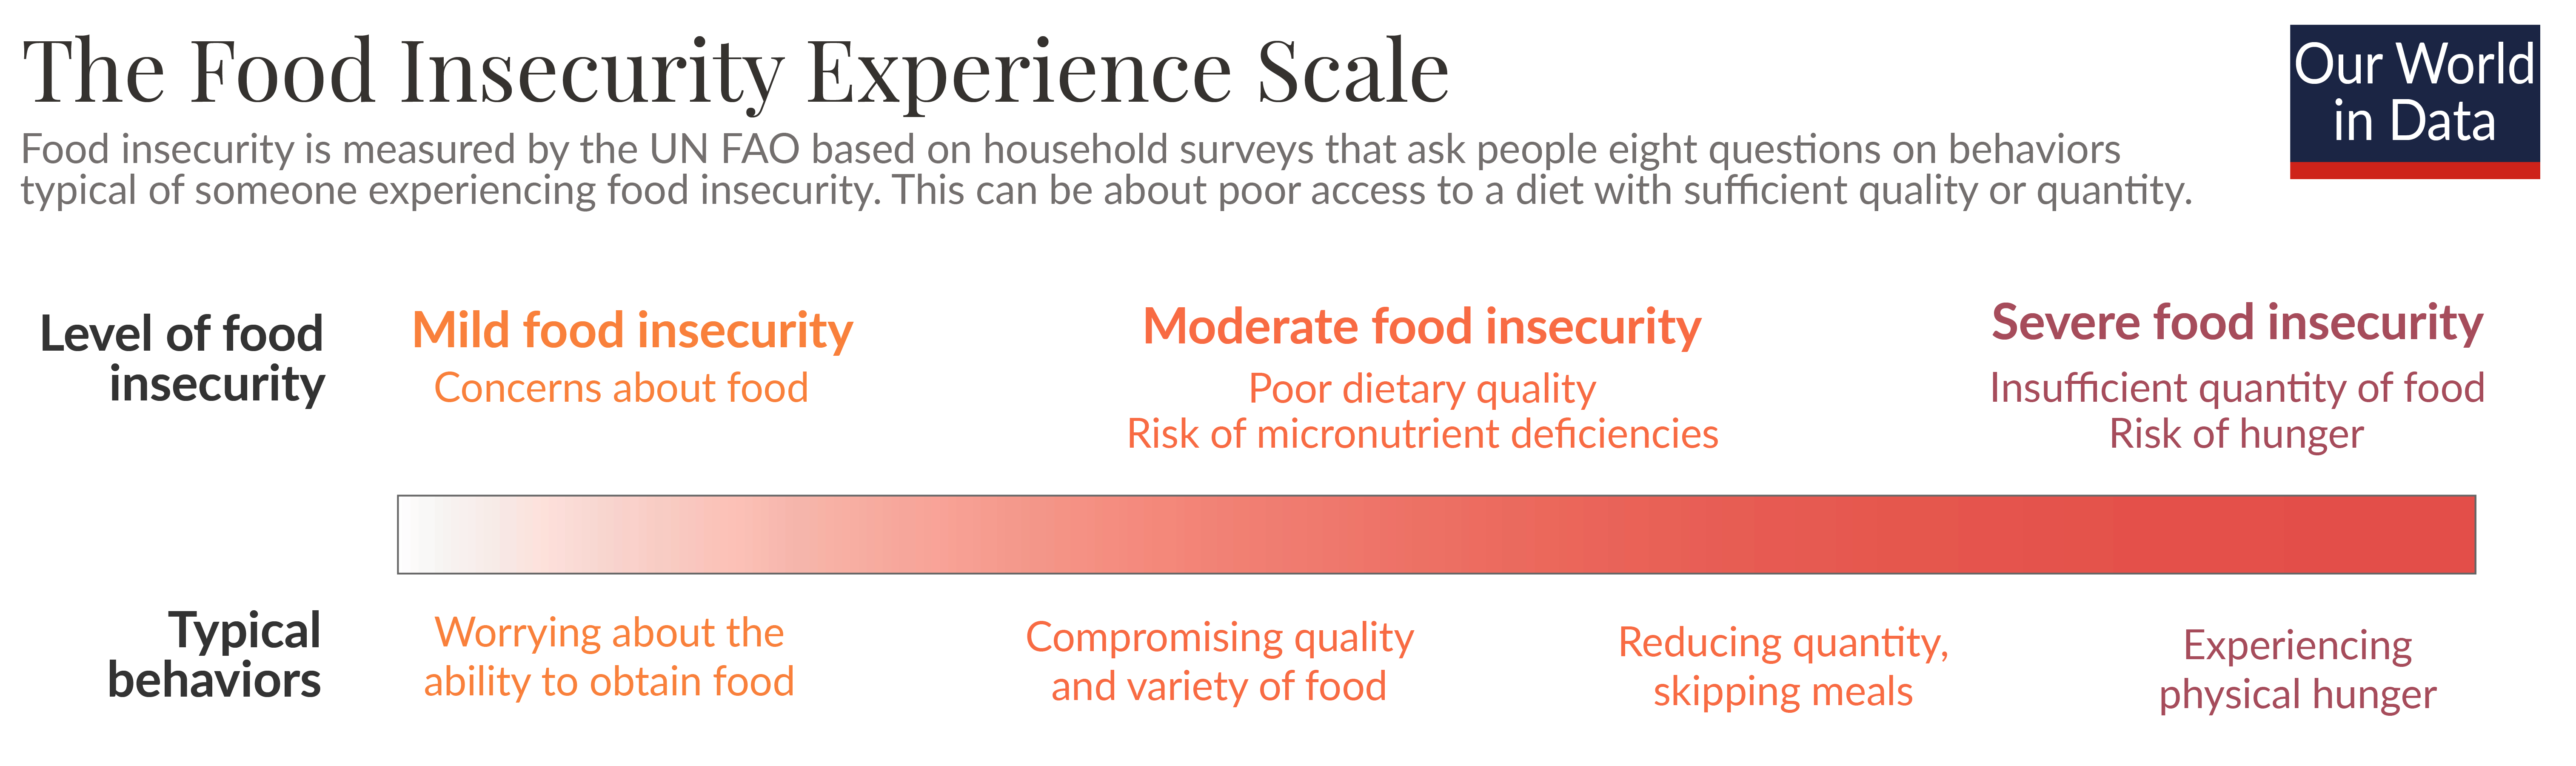 The Food Insecurity Experience Scale
Our World
in Data
Food insecurity is measured by the UN FAO based on household surveys that ask people eight questions on behaviors
typical of someone experiencing food insecurity. This can be about poor access to a diet with sufficient quality or quantity.
Level of food
insecurity
Mild food insecurity
Concerns about food
Moderate food insecurity
Poor dietary quality
Risk of micronutrient deficiencies
Severe food insecurity
Insufficient quantity of food
Risk of hunger
Typical
behaviors
Worrying about the
ability to obtain food
Compromising quality
and variety of food
Reducing quantity,
skipping meals
Experiencing
physical hunger